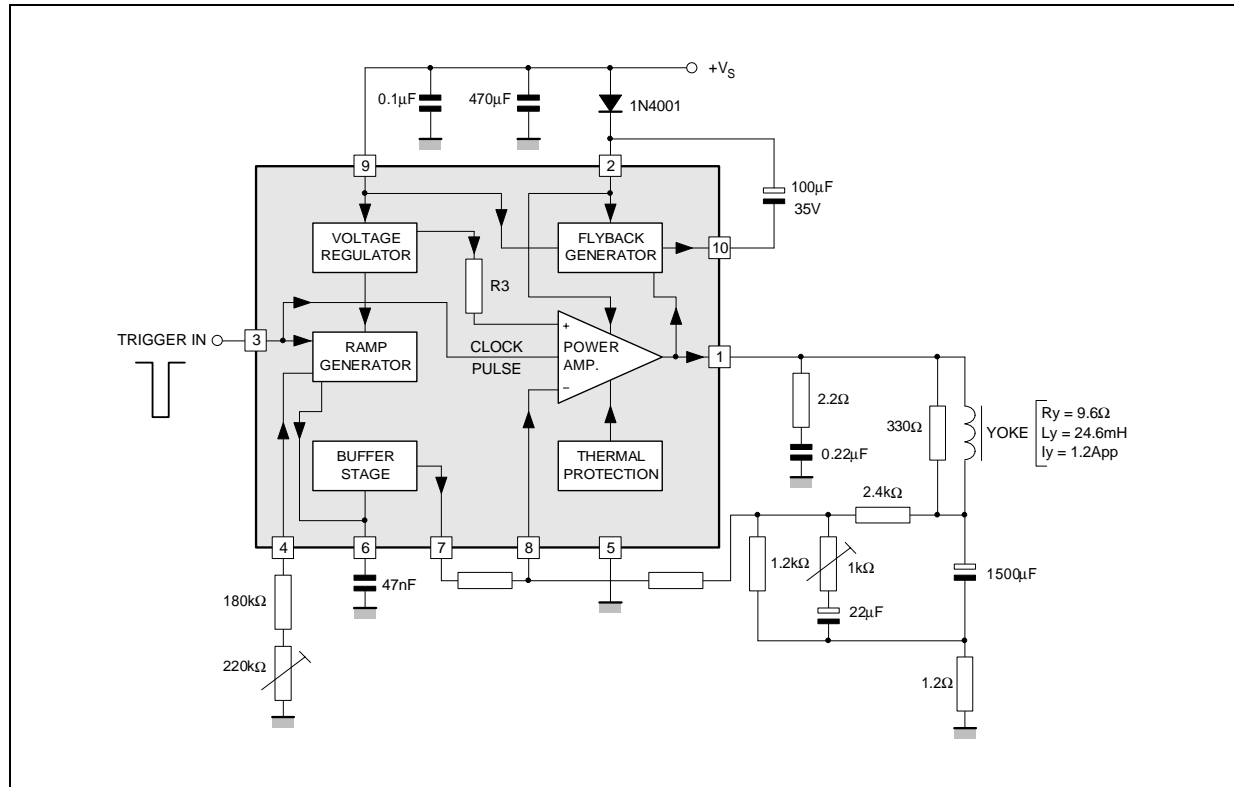 +VS
0.1µF
470µF
1N4001
9
2
100µF
35V
VOLTAGE
REGULATOR
FLYBACK
GENERATOR
10
R3
TRIGGER IN
3
RAMP
GENERATOR
CLOCK
PULSE
+
POWER
AMP.
−
1
2.2Ω
0.22µF
330Ω
YOKE
Ry = 9.6Ω
Ly = 24.6mH
Iy = 1.2App
BUFFER
STAGE
THERMAL
PROTECTION
2.4kΩ
4
6
7
8
5
47nF
1.2kΩ
1kΩ
22µF
1500µF
180kΩ
220kΩ
1.2Ω